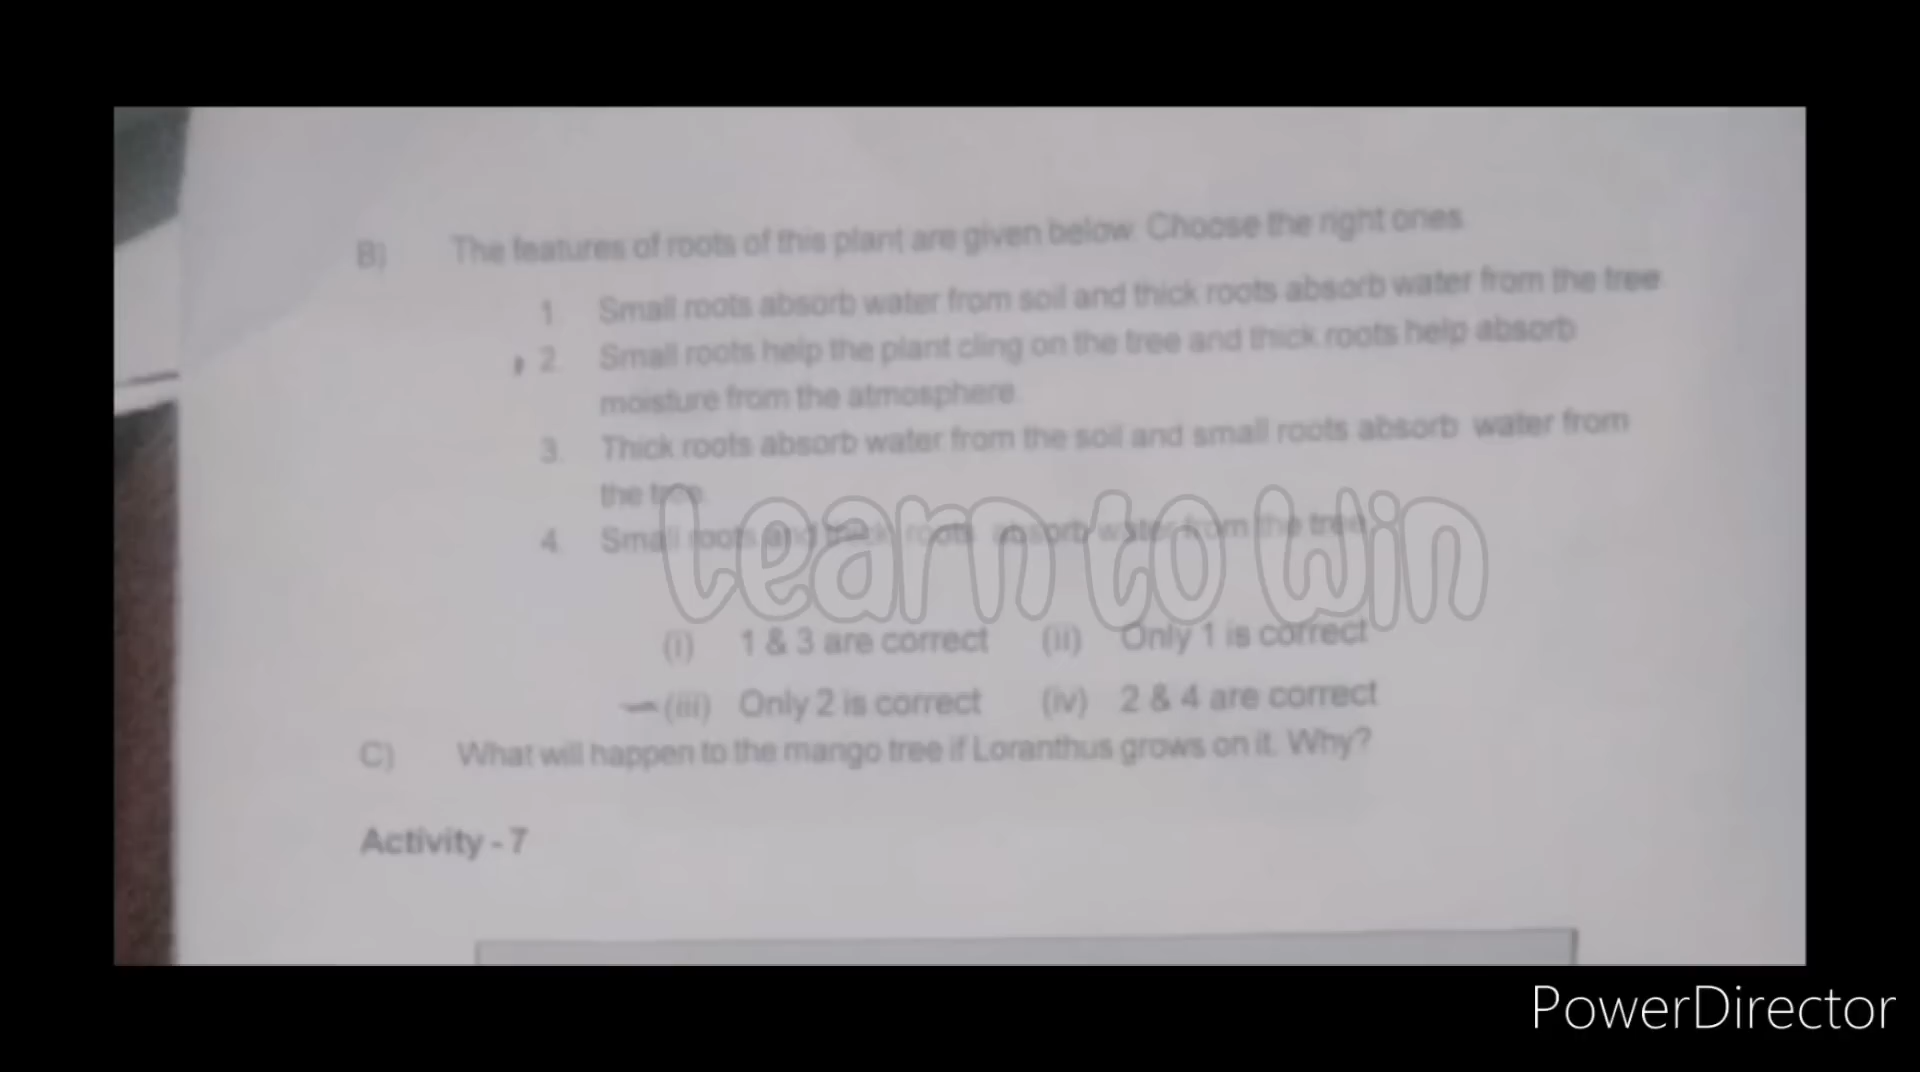 B) The features of roots of this plant are given below. Choose the right ones.
1. Small roots absorb water from soil and thick roots absorb water from the tree.
2. Small roots help the plant cling on the tree and thick roots help absorb
moisture from the atmosphere.
3. Thick roots absorb water from the soil and small roots absorb water from
the tree.
4. Small roots and thick roots absorb water from the tree.
Learn to Win
(i) 1 & 3 are correct (ii) Only 1 is correct
(iii) Only 2 is correct (iv) 2 & 4 are correct
C) What will happen to the mango tree if Loranthus grows on it. Why?
Activity - 7
PowerDirector